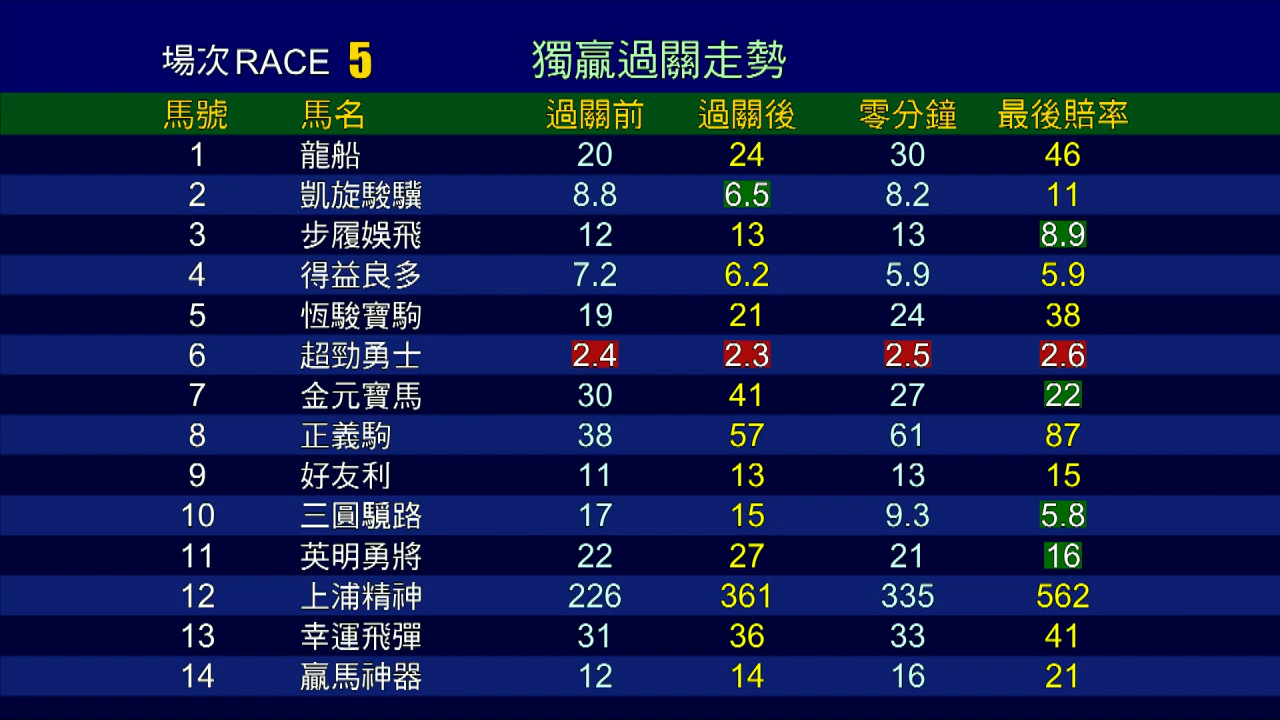 場次RACE 5 獨贏過關走勢
馬號 馬名 過關前 過關後 零分鐘 最後賠率
1 龍船 20 24 30 46
2 凱旋駿驥 8.8 6.5 8.2 11
3 步履娛飛 12 13 13 8.9
4 得益良多 7.2 6.2 5.9 5.9
5 恆駿寶駒 19 21 24 38
6 超勁勇士 2.4 2.3 2.5 2.6
7 金元寶馬 30 41 27 22
8 正義駒 38 57 61 87
9 好友利 11 13 13 15
10 三圓驌路 17 15 9.3 5.8
11 英明勇將 22 27 21 16
12 上浦精神 226 361 335 562
13 幸運飛彈 31 36 33 41
14 贏馬神器 12 14 16 21